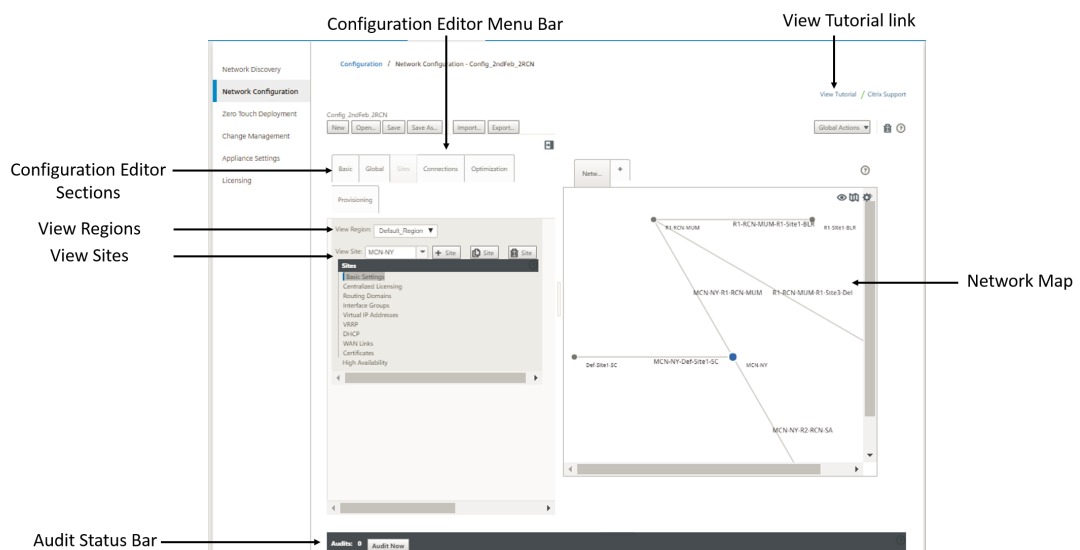 Configuration Editor Menu Bar
View Tutorial link
Configuration / Network Configuration - Config_2ndFeb_2RCN
Network Discovery
Network Configuration
Zero Touch Deployment
Change Management
Appliance Settings
Licensing
View Tutorial / Citrix Support
Config_2ndFeb_2RCN
New Open... Save Save As... Import... Export...
Global Actions
Configuration Editor
Sections
Basic Global Sites Connections Optimization
Provisioning
Netw... +
View Regions
View Region: Default_Region
View Sites
View Site: MCN-NY + Site Site Site
Sites
Basic Settings
Centralized Licensing
Routing Domains
Interface Groups
Virtual IP Addresses
VRRP
DHCP
WAN Links
Certificates
High Availability
R1-RCN-MUM
R1-RCN-MUM-R1-Site1-BLR
R1-Site1-BLR
MCN-NY-R1-RCN-MUM
R1-RCN-MUM-R1-Site3-Del
Network Map
Def-Site1-SC
MCN-NY-Def-Site1-SC
MCN-NY
MCN-NY-R2-RCN-SA
Audit Status Bar
Audits: 0 Audit Now